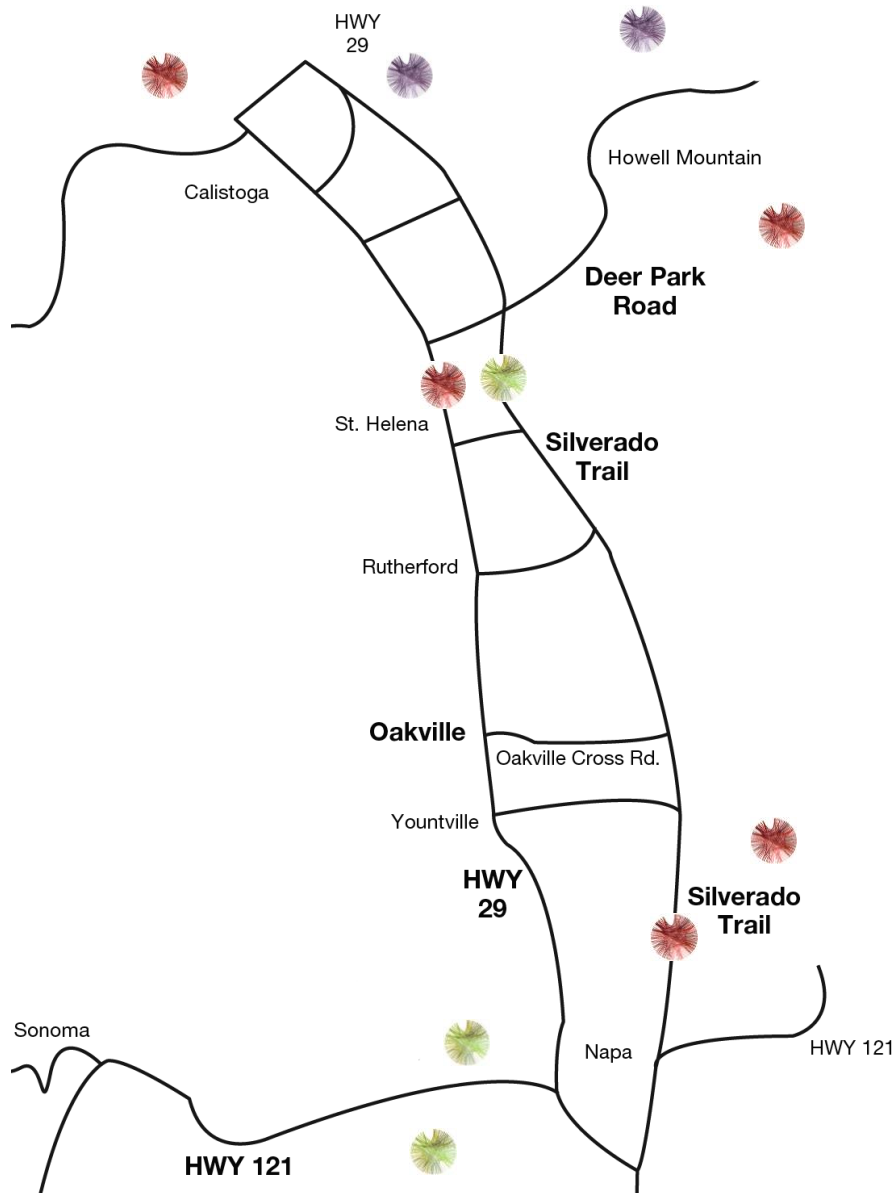 HWY
29
Howell Mountain
Calistoga
Deer Park
Road
St. Helena
Silverado
Trail
Rutherford
Oakville
Oakville Cross Rd.
Yountville
HWY
29
Silverado
Trail
Sonoma
Napa
HWY 121
HWY 121